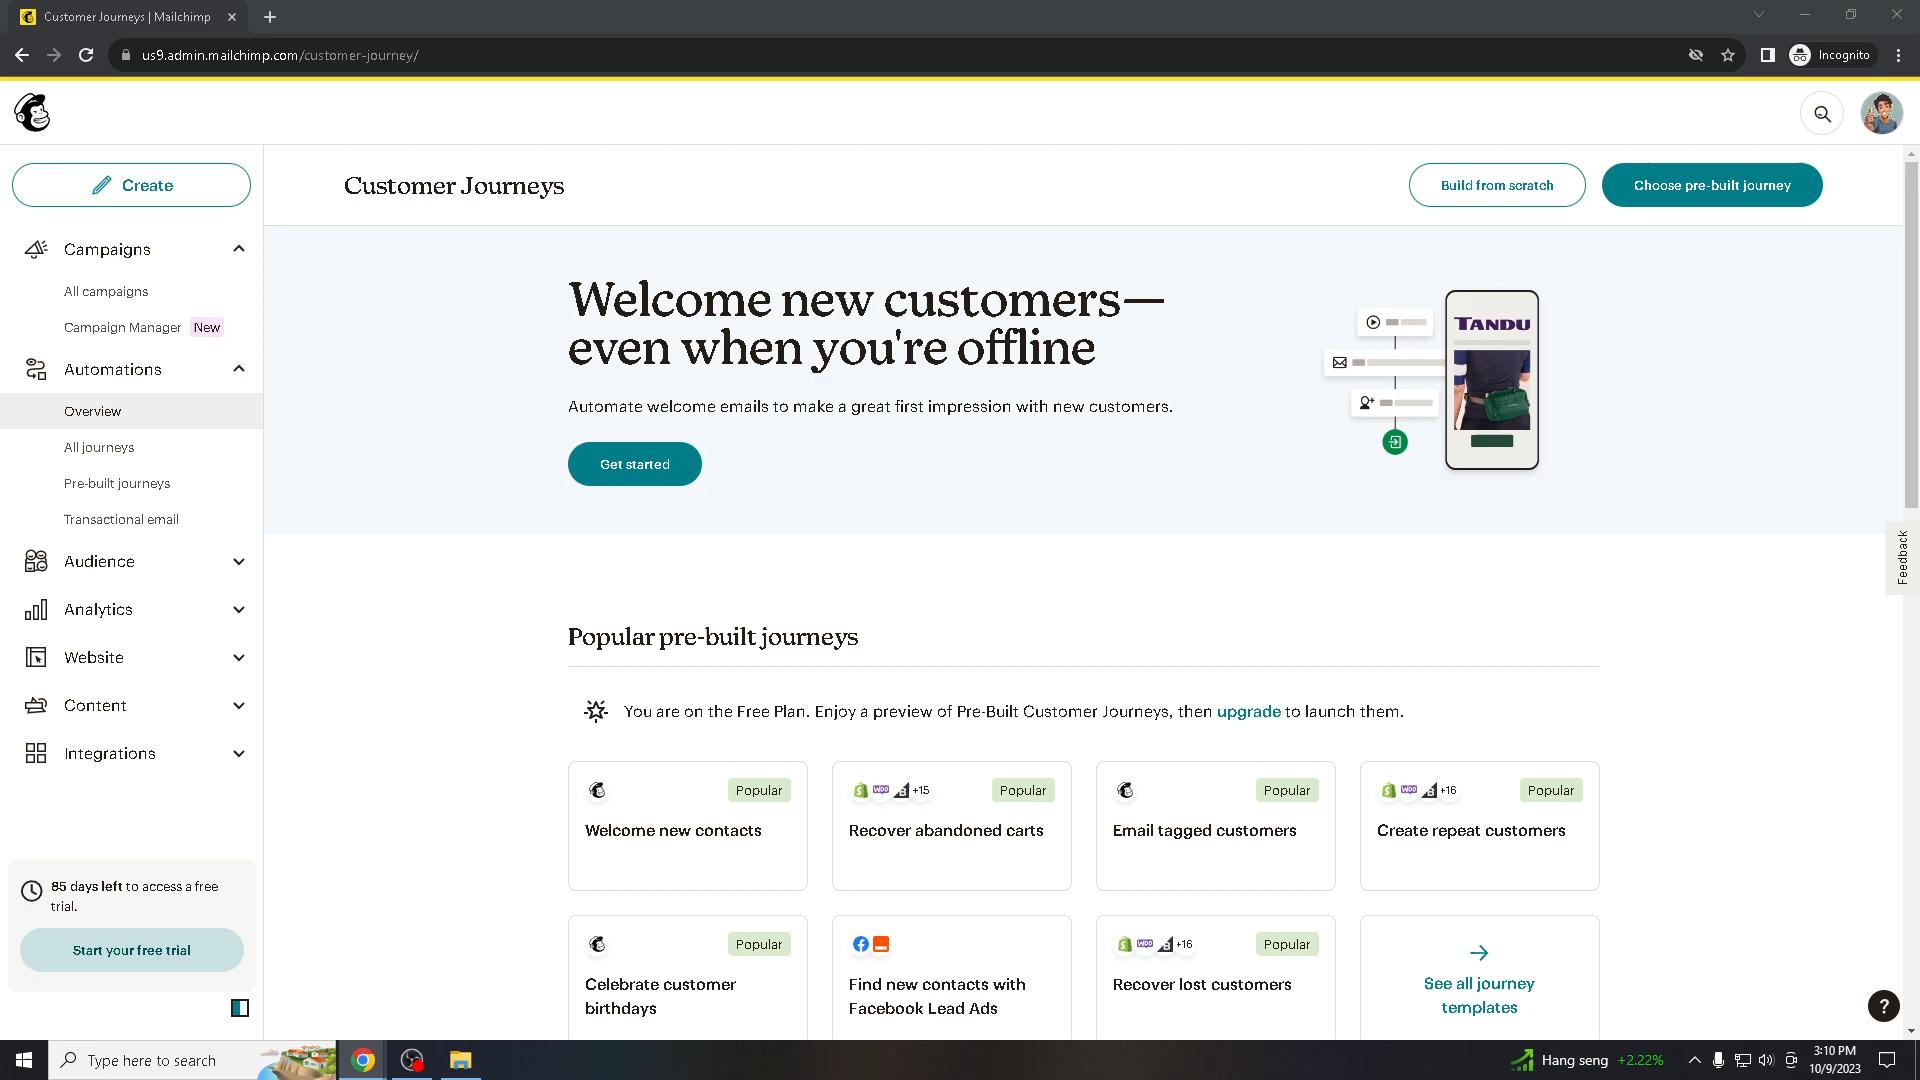 Customer Journeys | Mailchimp
us9.admin.mailchimp.com/customer-journey/
Incognito
Create
Customer Journeys
Build from scratch
Choose pre-built journey
Campaigns
All campaigns
Campaign Manager New
Automations
Overview
All journeys
Pre-built journeys
Transactional email
Audience
Analytics
Website
Content
Integrations
85 days left to access a free
trial.
Start your free trial
Welcome new customers—
even when you're offline
Automate welcome emails to make a great first impression with new customers.
Get started
TANDU
Feedback
Popular pre-built journeys
You are on the Free Plan. Enjoy a preview of Pre-Built Customer Journeys, then upgrade to launch them.
Popular
Welcome new contacts
WOO +15 Popular
Recover abandoned carts
Popular
Email tagged customers
WOO +16 Popular
Create repeat customers
Popular
Celebrate customer
birthdays
Find new contacts with
Facebook Lead Ads
WOO +16 Popular
Recover lost customers
See all journey
templates
?
Type here to search
Hang seng +2.22%
3:10 PM
10/9/2023